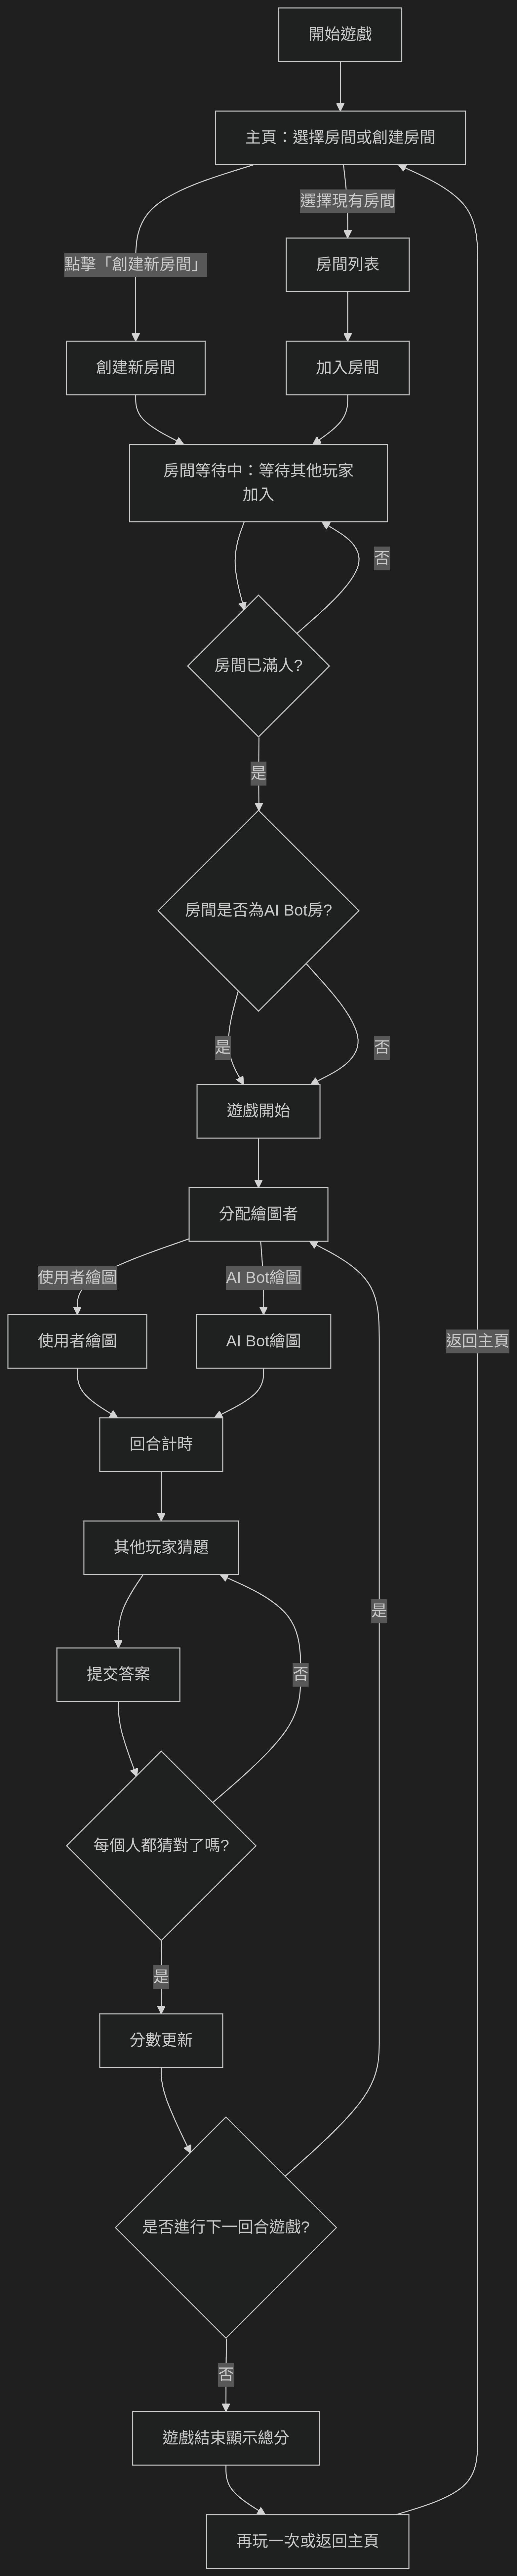 開始遊戲
主頁：選擇房間或創建房間
選擇現有房間
點擊「創建新房間」
房間列表
創建新房間
加入房間
房間等待中：等待其他玩家
加入
否
房間已滿人?
是
房間是否為AI Bot房?
是
否
遊戲開始
分配繪圖者
使用者繪圖
AI Bot繪圖
使用者繪圖
AI Bot繪圖
返回主頁
回合計時
其他玩家猜題
是
提交答案
否
每個人都猜對了嗎?
是
分數更新
是否進行下一回合遊戲?
否
遊戲結束顯示總分
再玩一次或返回主頁